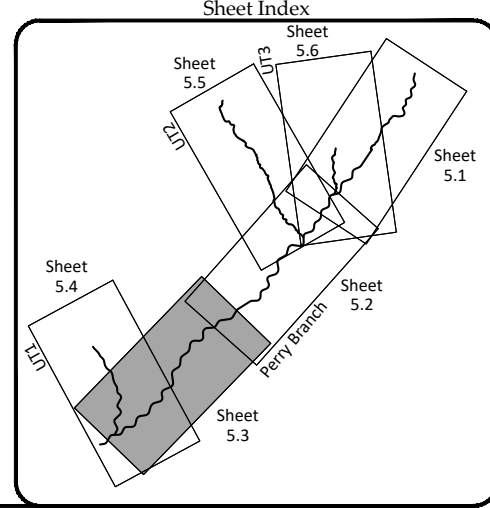 Sheet Index
Sheet
5.6
UT3
Sheet
5.5
UT2
Sheet
5.1
Sheet
5.4
Sheet
5.2
UT1
Perry Branch
Sheet
5.3